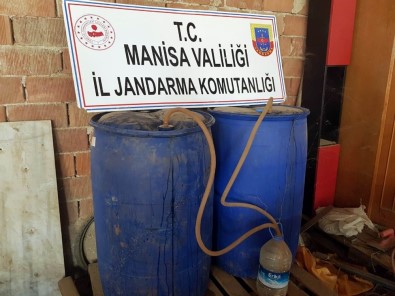 T.C.
MANİSA VALİLİĞİ
İL JANDARMA KOMUTANLIĞI